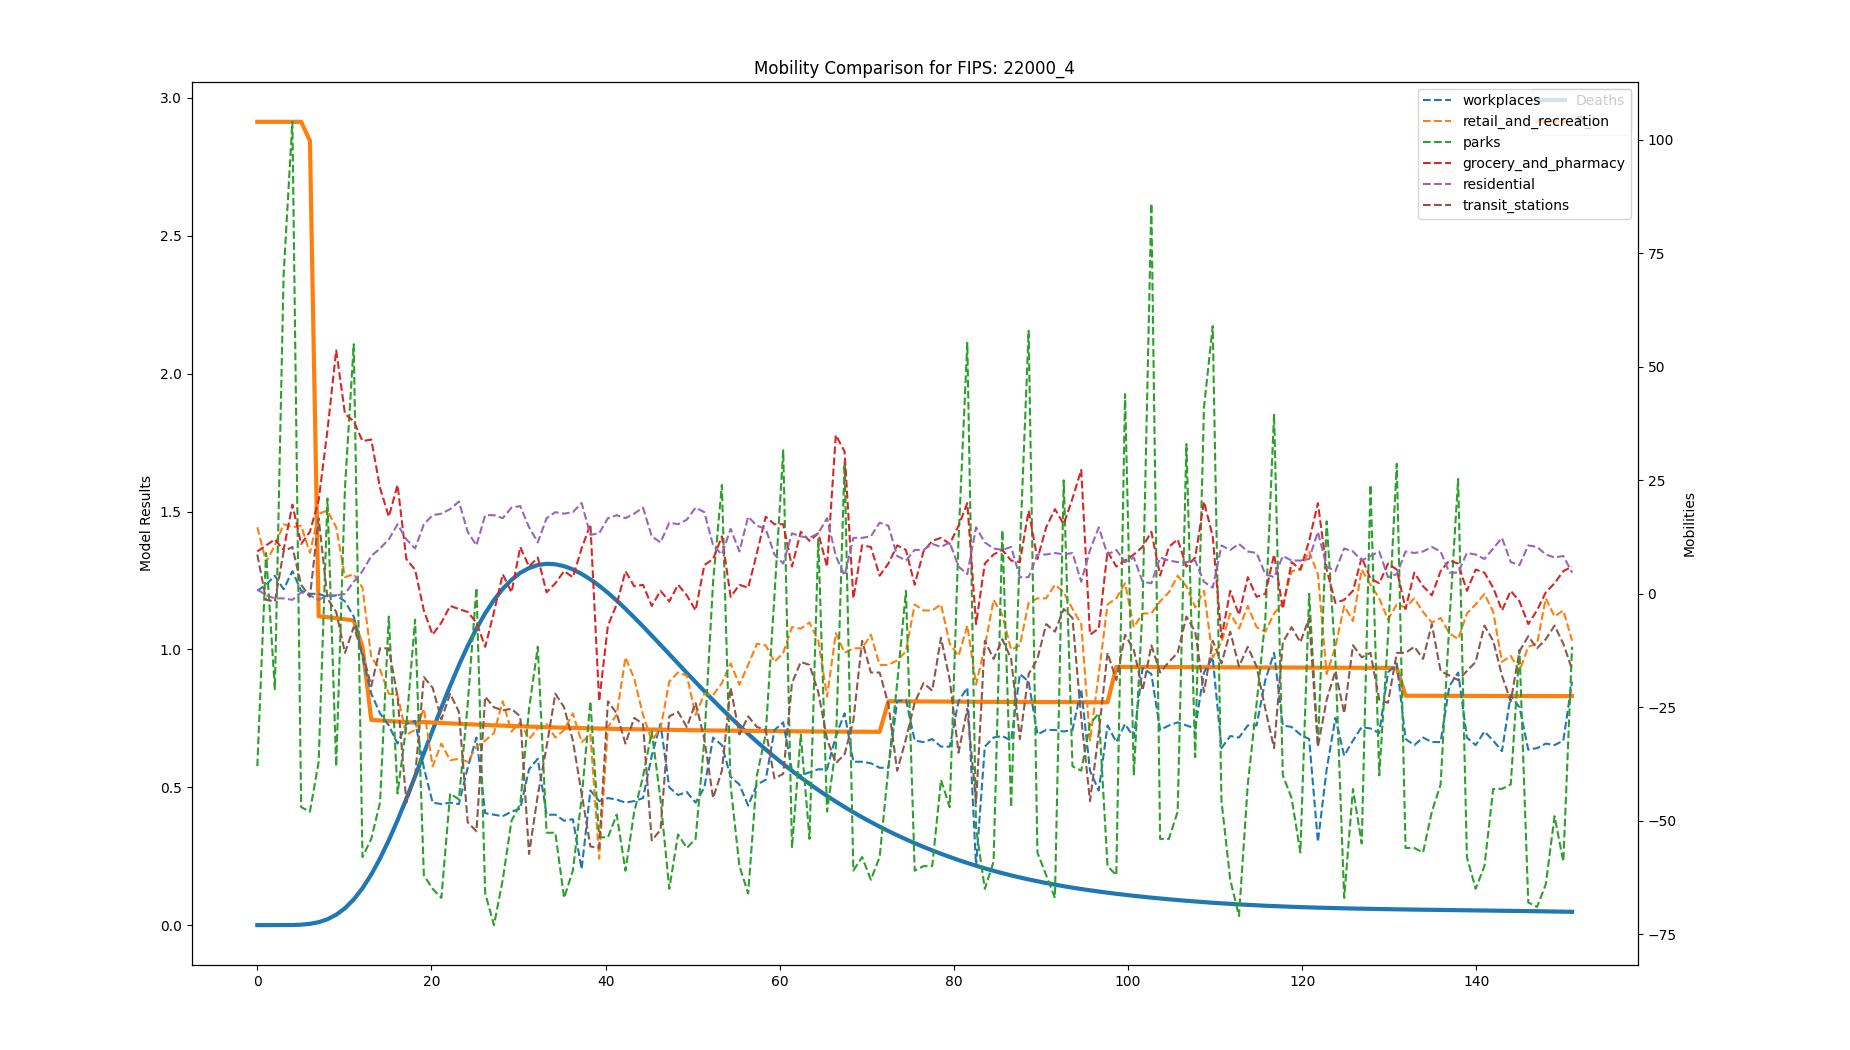 Mobility Comparison for FIPS: 22000_4
3.0
2.5
2.0
1.5
1.0
0.5
0.0
Model Results
0
20
40
60
80
100
120
140
100
75
50
25
0
−25
−50
−75
Mobilities
workplaces
retail_and_recreation
parks
grocery_and_pharmacy
residential
transit_stations
Deaths